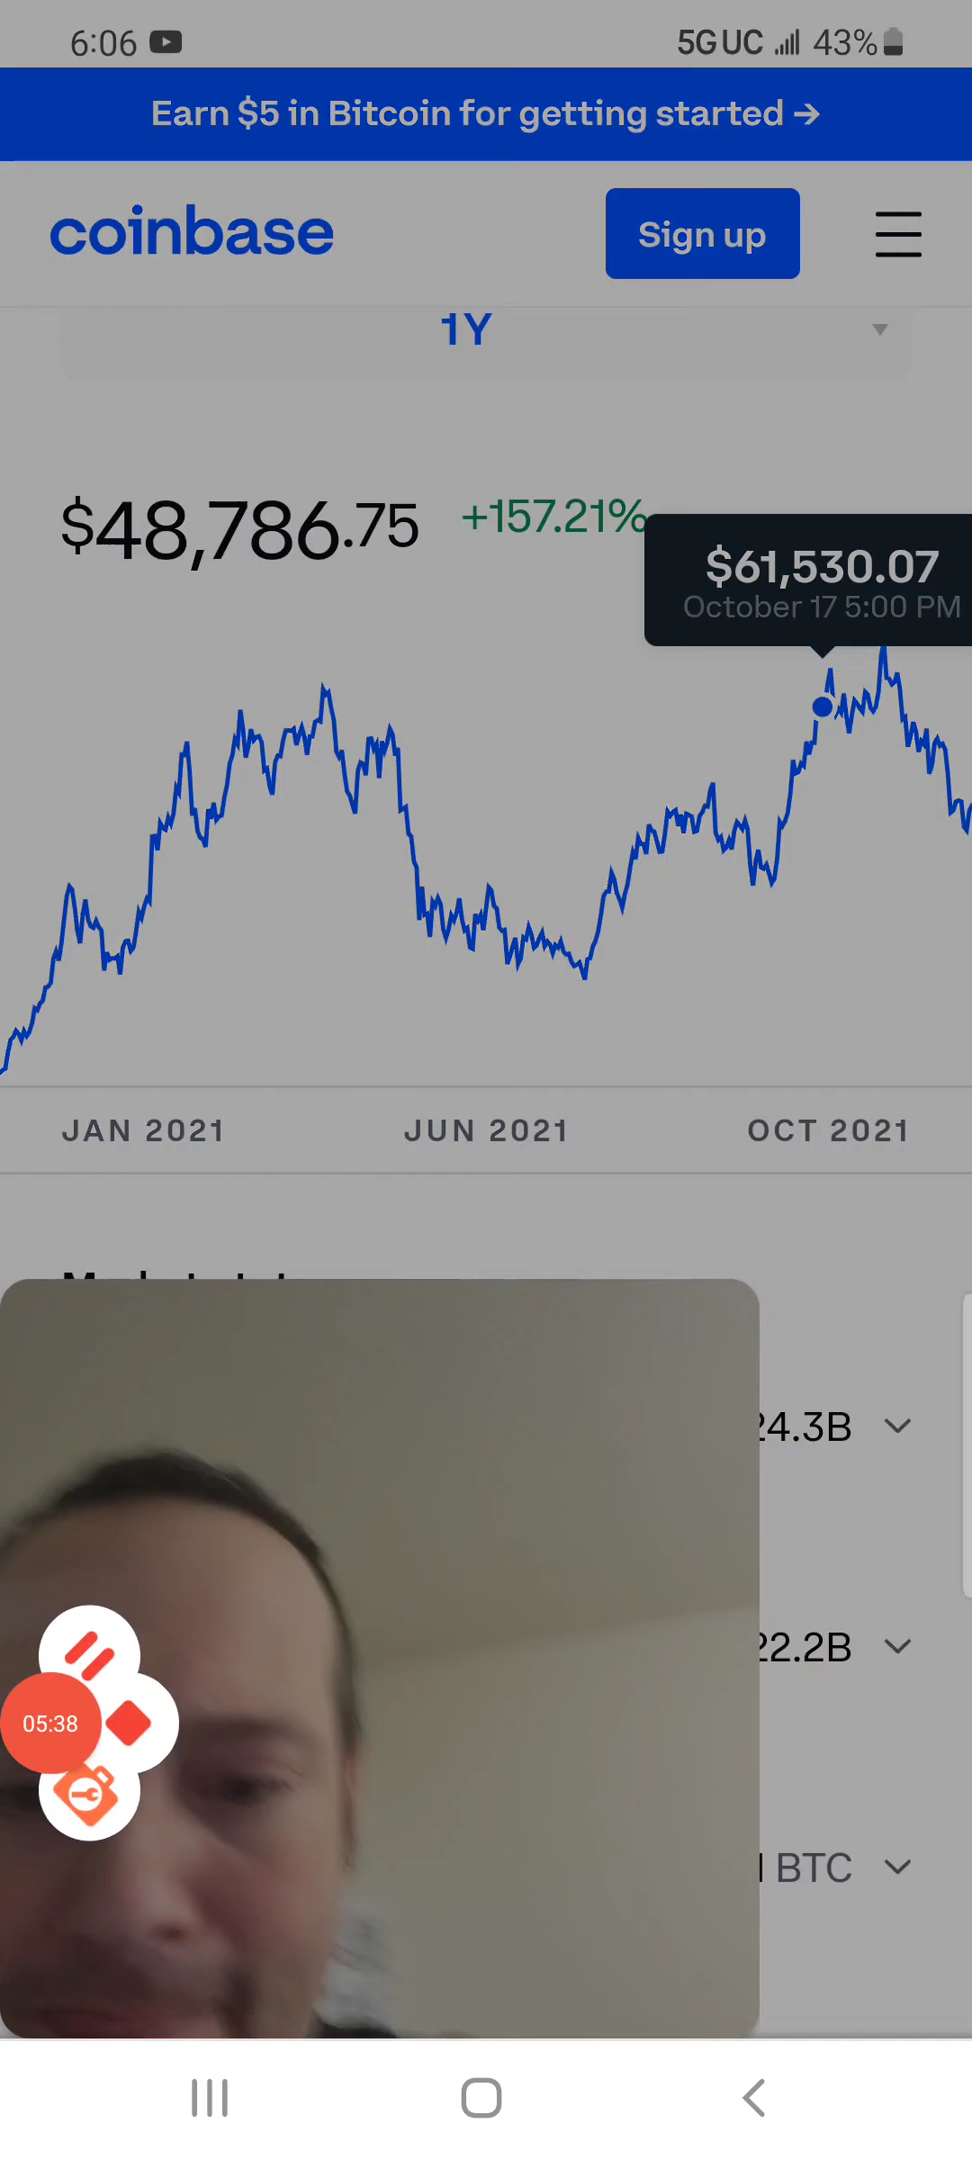 6:06 5G UC 43%
Earn $5 in Bitcoin for getting started →
coinbase Sign up
1Y
$48,786.75 +157.21%
$61,530.07
October 17 5:00 PM
JAN 2021 JUN 2021 OCT 2021
24.3B
22.2B
05:38
BTC